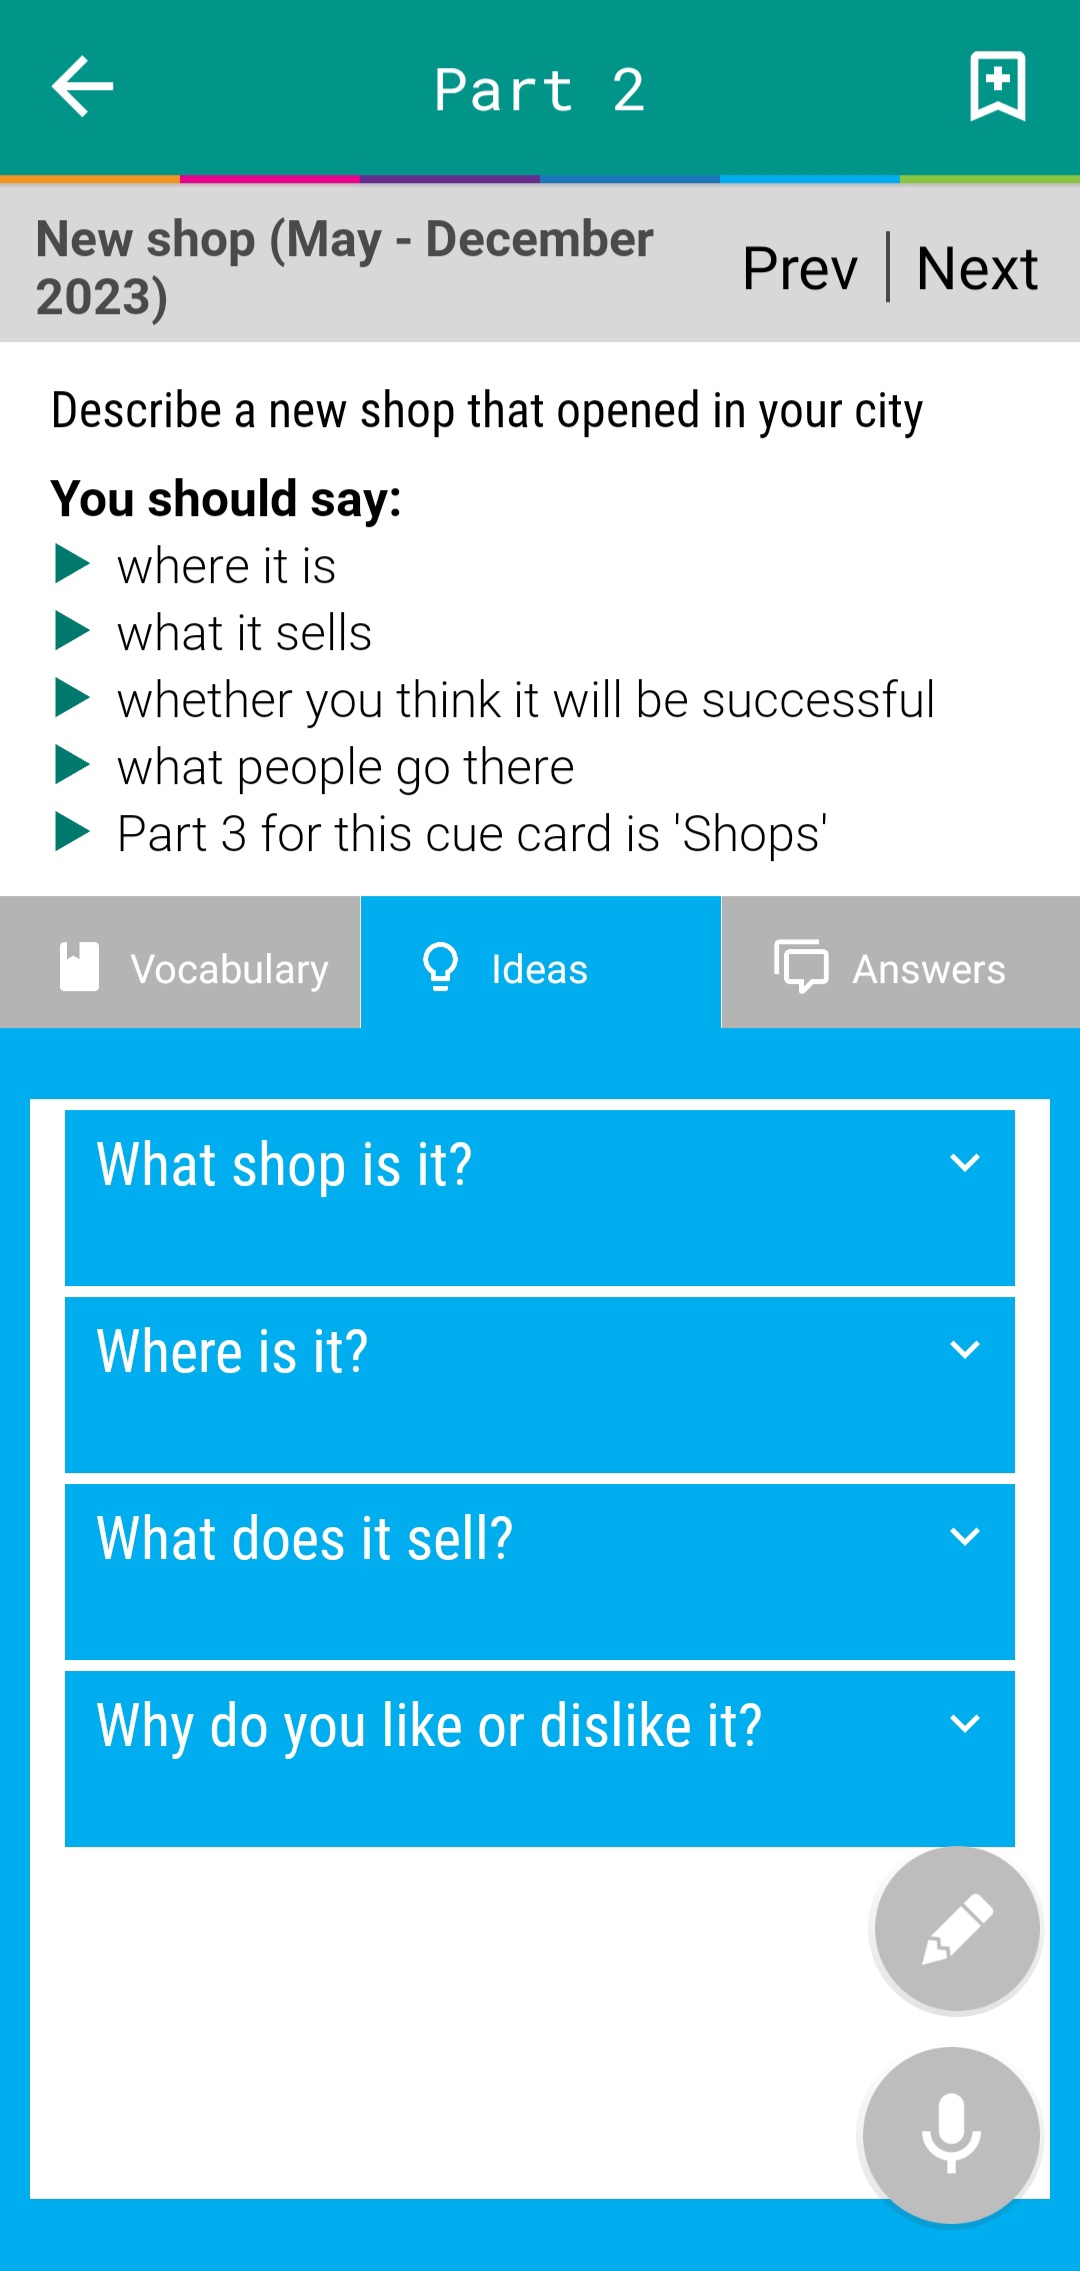 Part 2
New shop (May - December
2023)
Prev | Next
Describe a new shop that opened in your city
You should say:
where it is
what it sells
whether you think it will be successful
what people go there
Part 3 for this cue card is 'Shops'
Vocabulary Ideas Answers
What shop is it?
Where is it?
What does it sell?
Why do you like or dislike it?